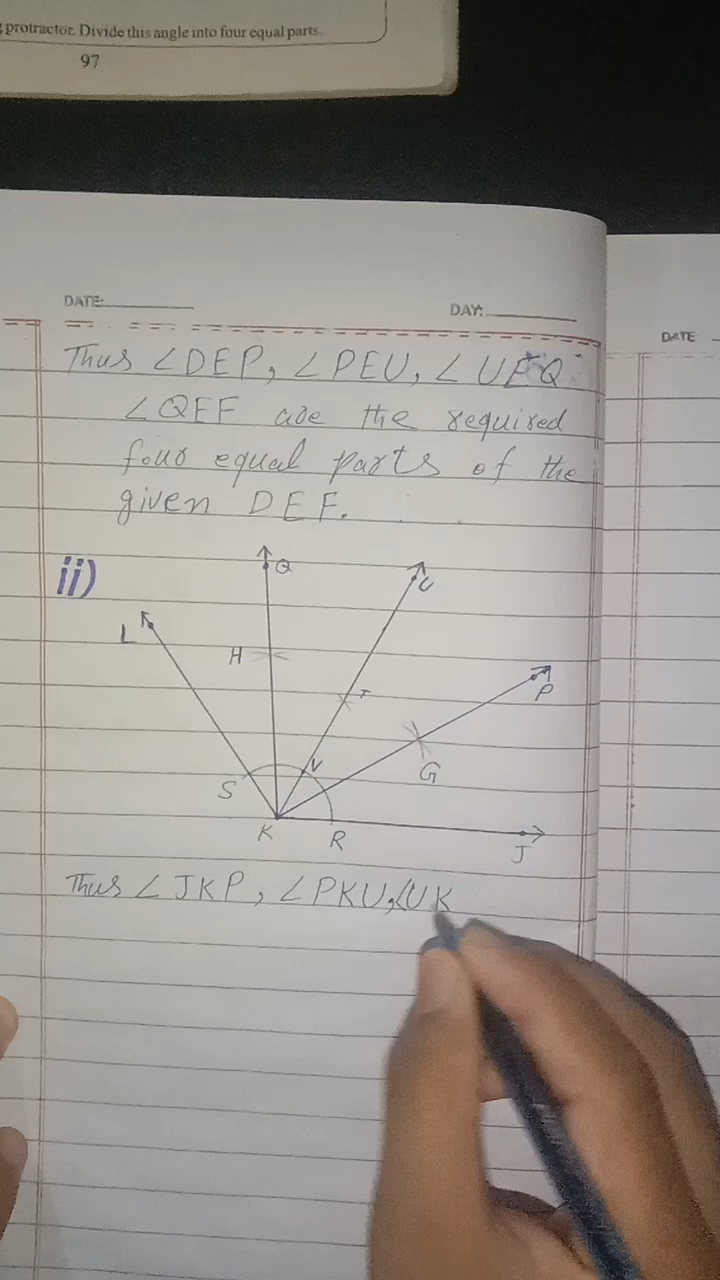 protractor. Divide this angle into four equal parts.
97
DATE:
DAY:
DATE
Thus ∠DEP, ∠PEU, ∠UEQ
∠QEF are the required
four equal parts of the
given DEF.
ii)
Q
U
L
H
T
P
V
G
S
K
R
J
Thus ∠JKP, ∠PKU, ∠UK